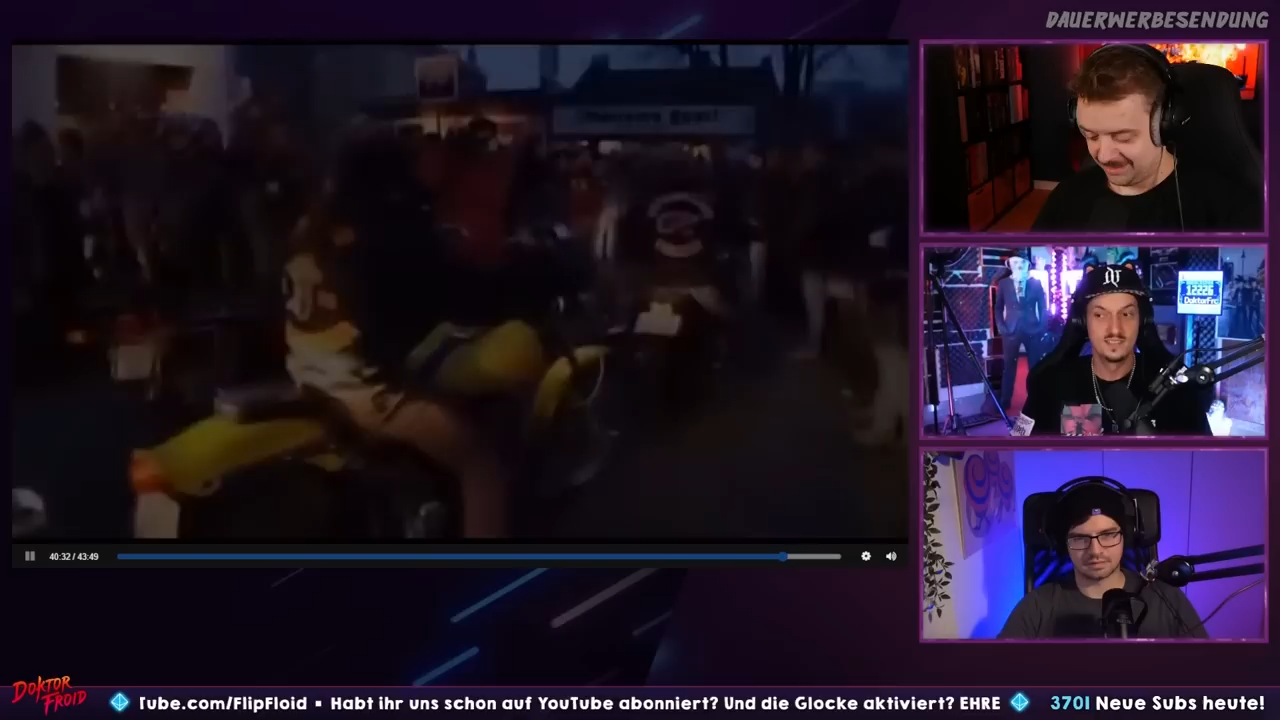 DAUERWERBESENDUNG
40:32 / 43:49
DOKTOR
FROID
Tube.com/FlipFloid ▪ Habt ihr uns schon auf YouTube abonniert? Und die Glocke aktiviert? EHRE
3701 Neue Subs heute!